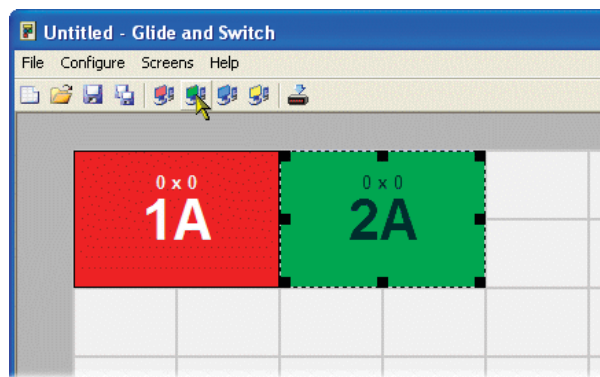 Untitled - Glide and Switch
File Configure Screens Help
0 x 0 0 x 0
1A 2A